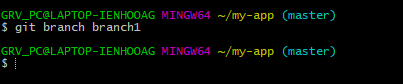 GRV_PC@LAPTOP-IENHOOAG MINGW64 ~/my-app (master)
$ git branch branch1
GRV_PC@LAPTOP-IENHOOAG MINGW64 ~/my-app (master)
$